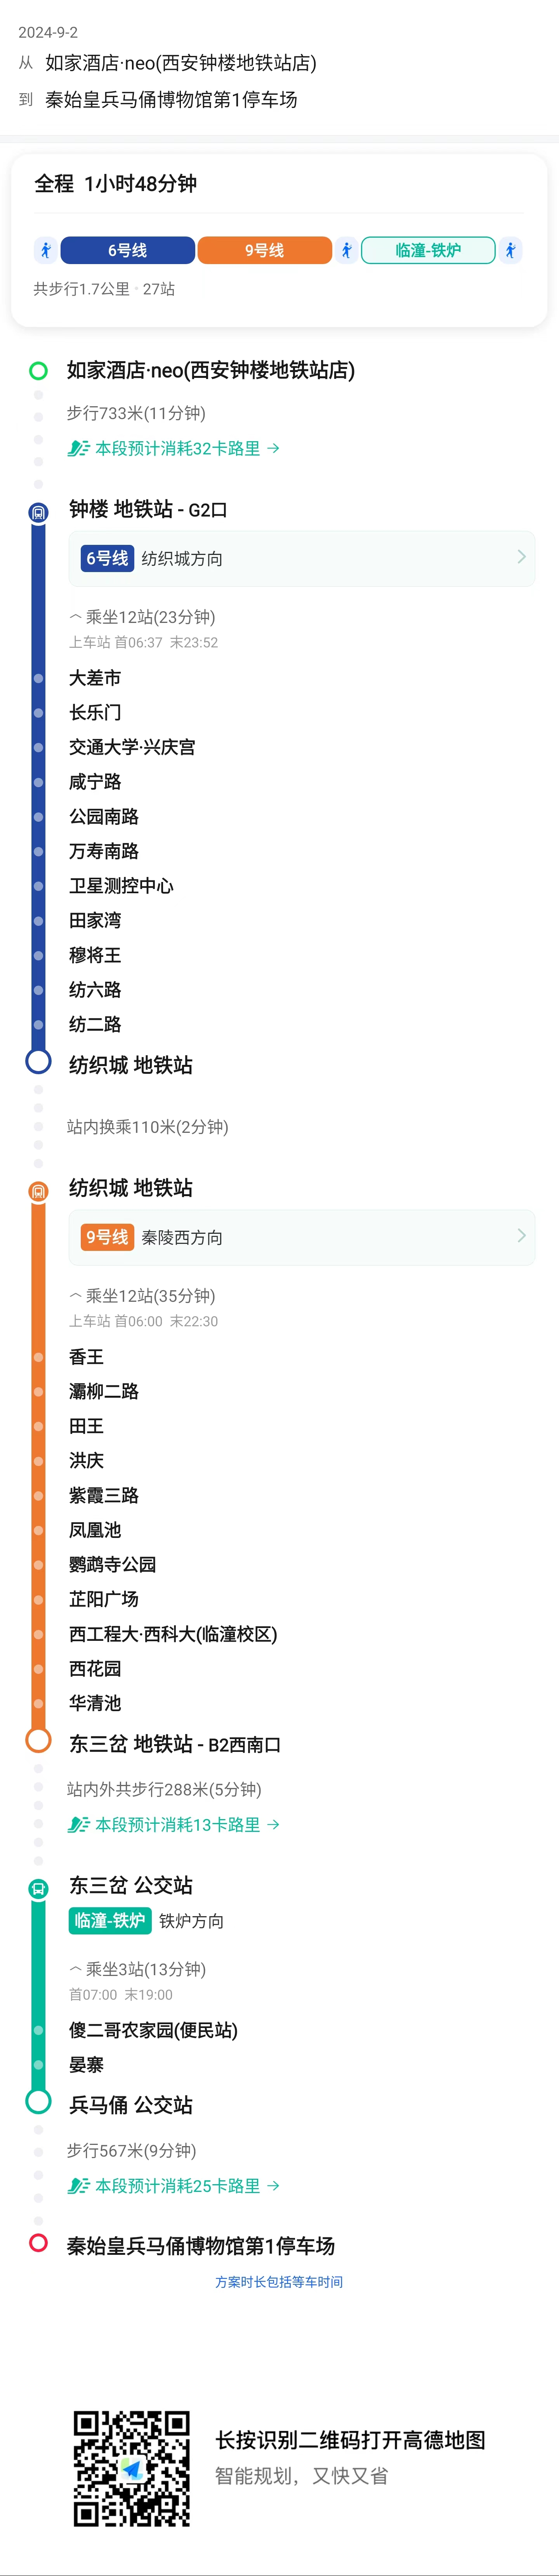 2024-9-2
从 如家酒店·neo(西安钟楼地铁站店)
到 秦始皇兵马俑博物馆第1停车场
全程 1小时48分钟
6号线 9号线 临潼-铁炉
共步行1.7公里·27站
如家酒店·neo(西安钟楼地铁站店)
步行733米(11分钟)
本段预计消耗32卡路里 →
钟楼 地铁站 - G2口
6号线 纺织城方向
乘坐12站(23分钟)
上车站 首06:37 末23:52
大差市
长乐门
交通大学·兴庆宫
咸宁路
公园南路
万寿南路
卫星测控中心
田家湾
穆将王
纺六路
纺二路
纺织城 地铁站
站内换乘110米(2分钟)
纺织城 地铁站
9号线 秦陵西方向
乘坐12站(35分钟)
上车站 首06:00 末22:30
香王
灞柳二路
田王
洪庆
紫霞三路
凤凰池
鹦鹉寺公园
芷阳广场
西工程大·西科大(临潼校区)
西花园
华清池
东三岔 地铁站 - B2西南口
站内外共步行288米(5分钟)
本段预计消耗13卡路里 →
东三岔 公交站
临潼-铁炉 铁炉方向
乘坐3站(13分钟)
首07:00 末19:00
傻二哥农家园(便民站)
晏寨
兵马俑 公交站
步行567米(9分钟)
本段预计消耗25卡路里 →
秦始皇兵马俑博物馆第1停车场
方案时长包括等车时间
长按识别二维码打开高德地图
智能规划，又快又省